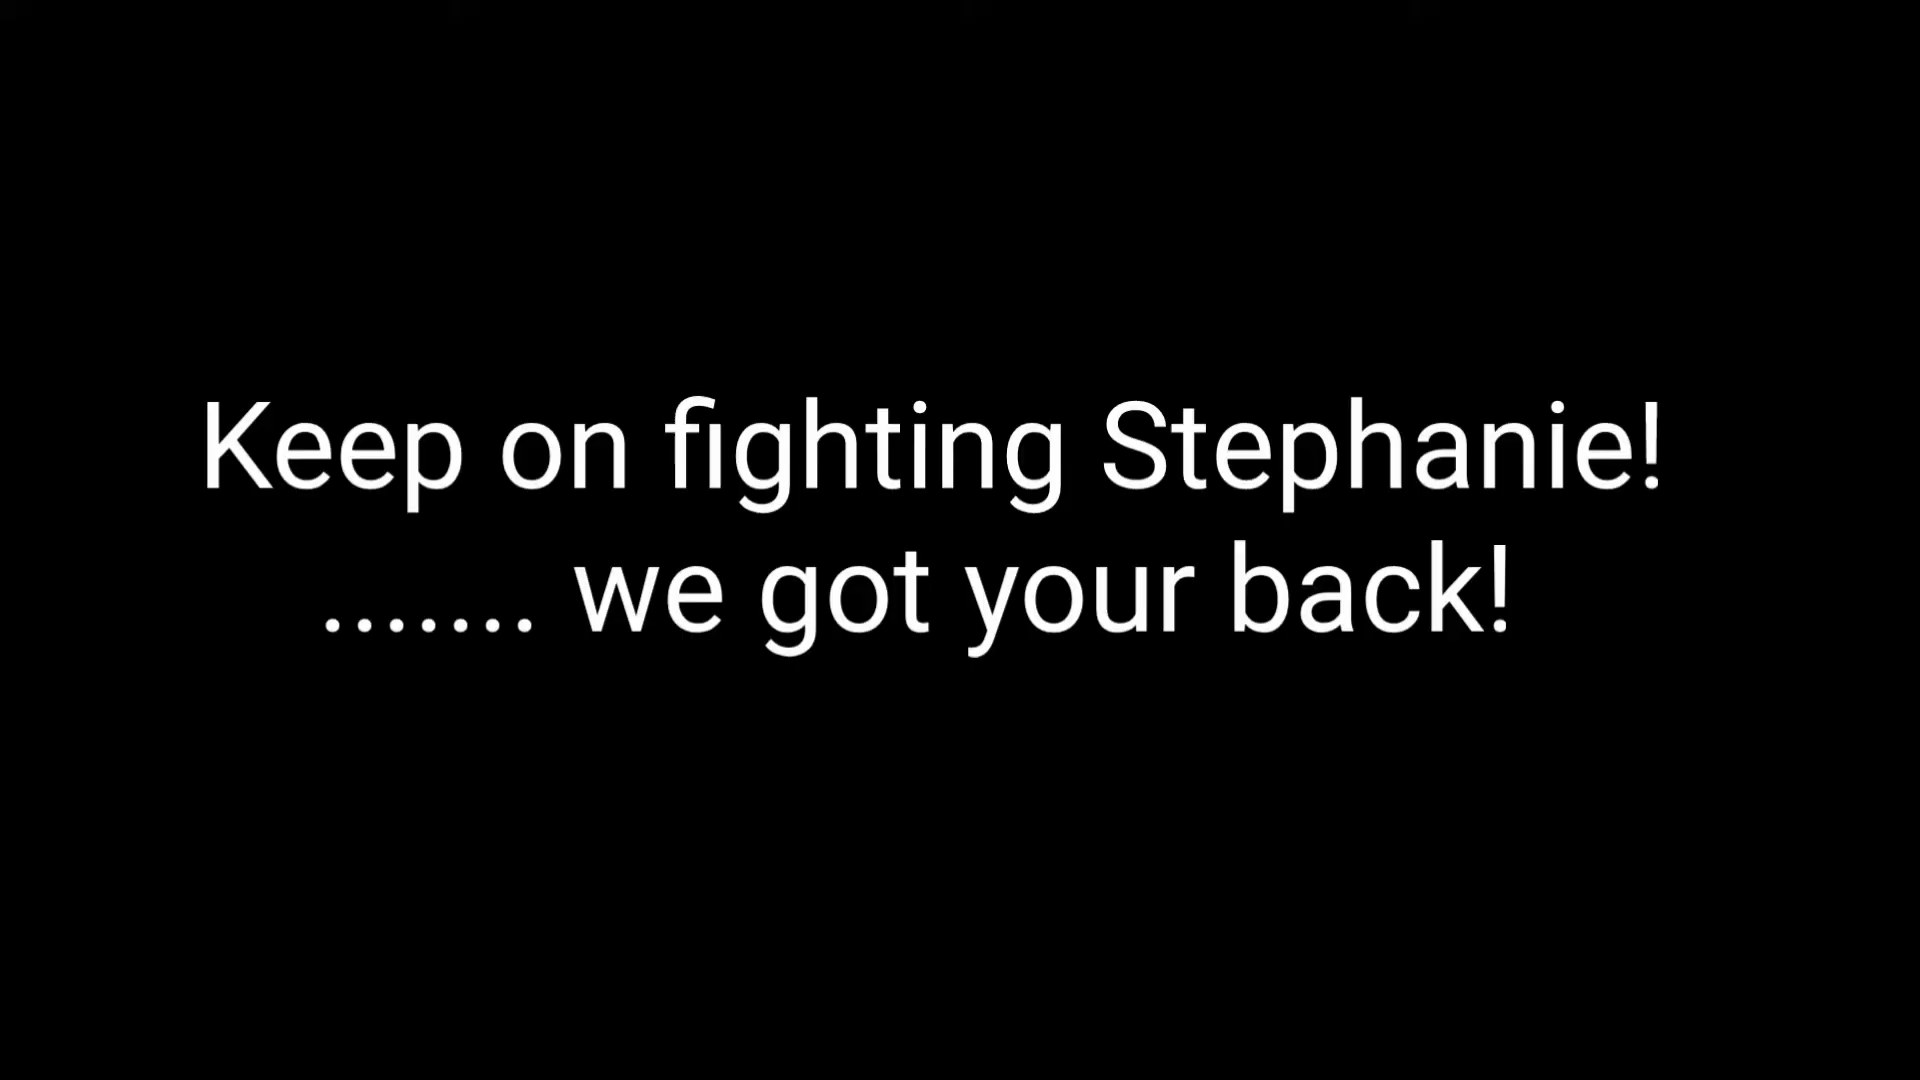 Keep on fighting Stephanie!
....... we got your back!